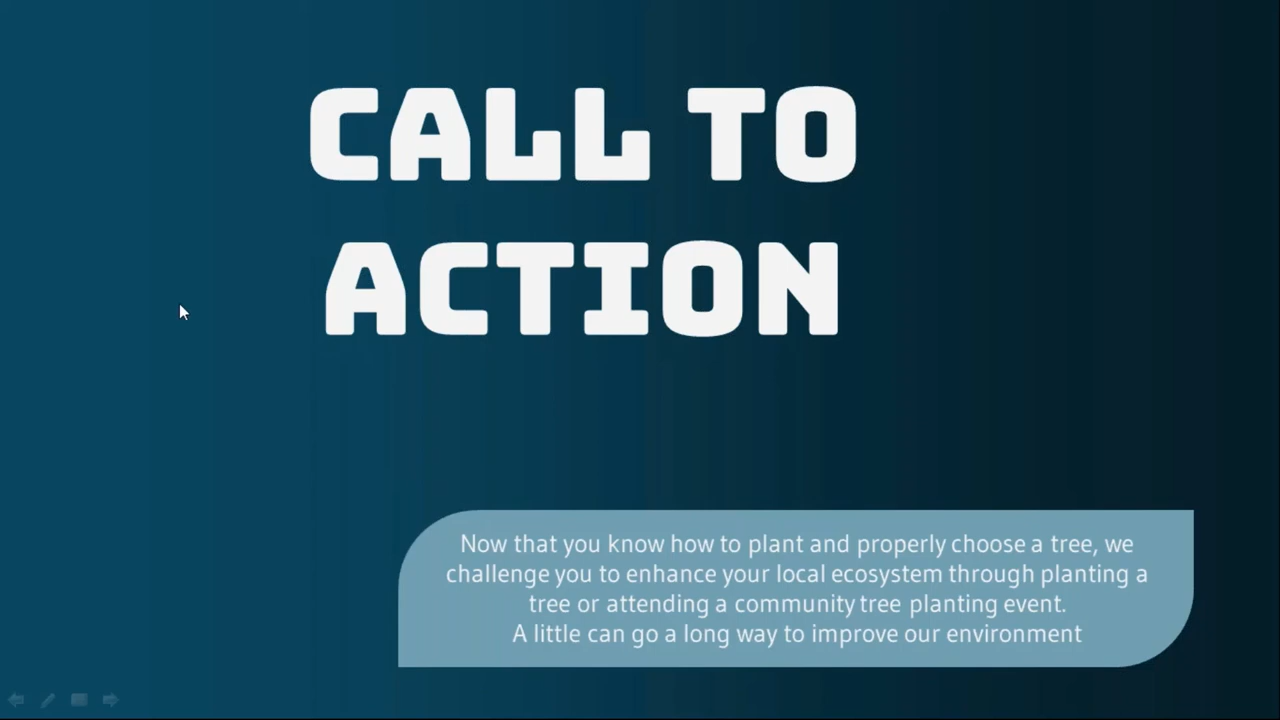 CALL TO
ACTION
Now that you know how to plant and properly choose a tree, we
challenge you to enhance your local ecosystem through planting a
tree or attending a community tree planting event.
A little can go a long way to improve our environment